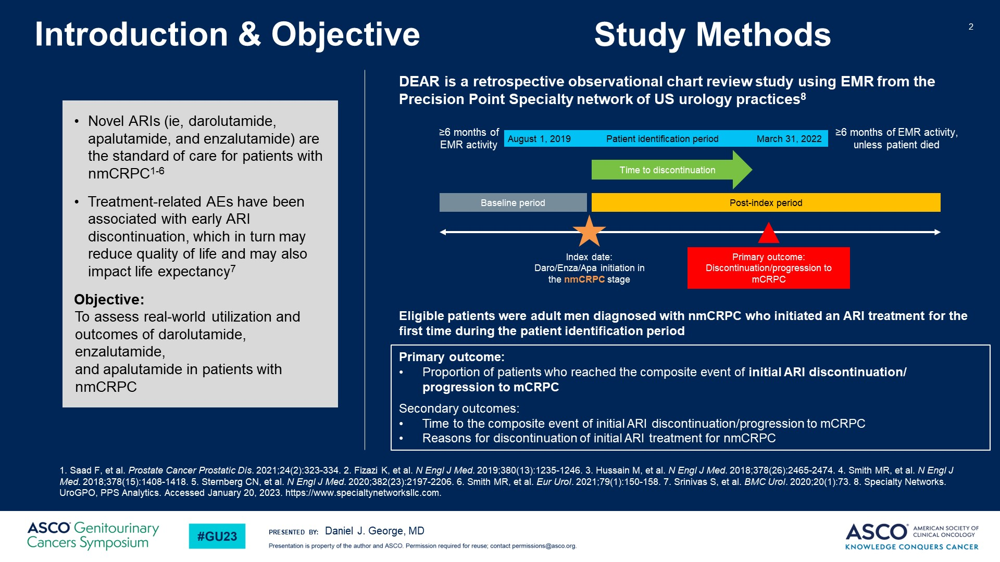 Introduction & Objective
Study Methods
2
• Novel ARIs (ie, darolutamide,
apalutamide, and enzalutamide) are
the standard of care for patients with
nmCRPC1-6
• Treatment-related AEs have been
associated with early ARI
discontinuation, which in turn may
reduce quality of life and may also
impact life expectancy7
Objective:
To assess real-world utilization and
outcomes of darolutamide,
enzalutamide,
and apalutamide in patients with
nmCRPC
DEAR is a retrospective observational chart review study using EMR from the
Precision Point Specialty network of US urology practices8
≥6 months of
EMR activity
August 1, 2019 Patient identification period March 31, 2022
≥6 months of EMR activity,
unless patient died
Time to discontinuation
Baseline period
Post-index period
Index date:
Daro/Enza/Apa initiation in
the nmCRPC stage
Primary outcome:
Discontinuation/progression to
mCRPC
Eligible patients were adult men diagnosed with nmCRPC who initiated an ARI treatment for the
first time during the patient identification period
Primary outcome:
• Proportion of patients who reached the composite event of initial ARI discontinuation/
progression to mCRPC
Secondary outcomes:
• Time to the composite event of initial ARI discontinuation/progression to mCRPC
• Reasons for discontinuation of initial ARI treatment for nmCRPC
1. Saad F, et al. Prostate Cancer Prostatic Dis. 2021;24(2):323-334. 2. Fizazi K, et al. N Engl J Med. 2019;380(13):1235-1246. 3. Hussain M, et al. N Engl J Med. 2018;378(26):2465-2474. 4. Smith MR, et al. N Engl J
Med. 2018;378(15):1408-1418. 5. Sternberg CN, et al. N Engl J Med. 2020;382(23):2197-2206. 6. Smith MR, et al. Eur Urol. 2021;79(1):150-158. 7. Srinivas S, et al. BMC Urol. 2020;20(1):73. 8. Specialty Networks.
UroGPO, PPS Analytics. Accessed January 20, 2023. https://www.specialtynetworksllc.com.
ASCO® Genitourinary
Cancers Symposium
#GU23
PRESENTED BY: Daniel J. George, MD
Presentation is property of the author and ASCO. Permission required for reuse; contact permissions@asco.org.
ASCO® AMERICAN SOCIETY OF
CLINICAL ONCOLOGY
KNOWLEDGE CONQUERS CANCER